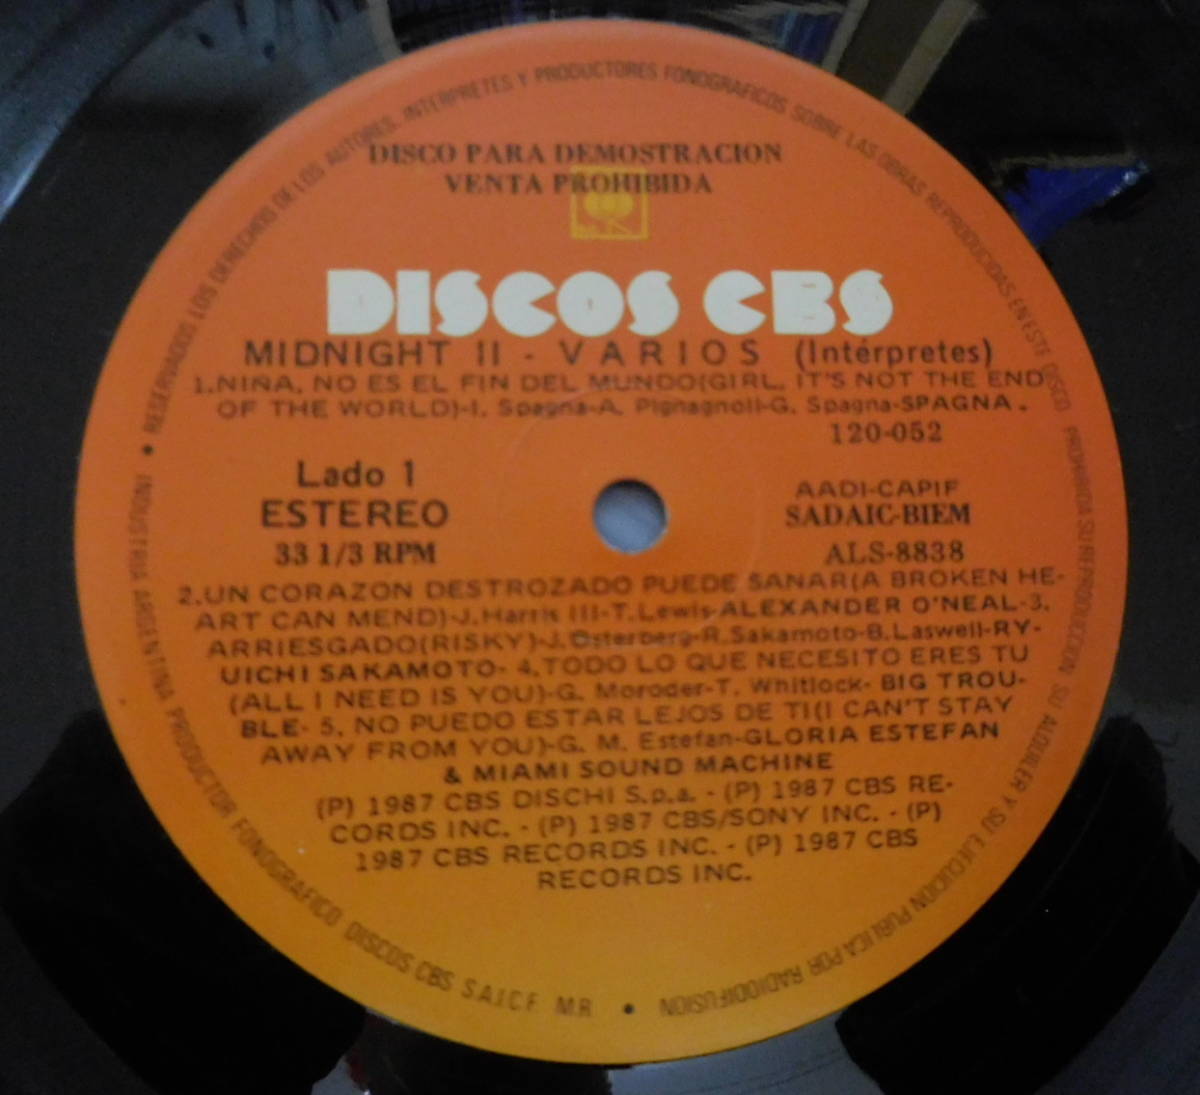 DISCO PARA DEMOSTRACION
VENTA PROHIBIDA
DISCOS CBS
MIDNIGHT II - VARIOS (Intérpretes)
1.NIÑA, NO ES EL FIN DEL MUNDO(GIRL, IT'S NOT THE END
OF THE WORLD)-I. Spagna-A. Pignagnoli-G. Spagna-SPAGNA.
120-052
Lado 1
ESTEREO
33 1/3 RPM
AADI-CAPIF
SADAIC-BIEM
ALS-8838
2.UN CORAZON DESTROZADO PUEDE SANAR(A BROKEN HE-
ART CAN MEND)-J. Harris III-T. Lewis-ALEXANDER O'NEAL-3.
ARRIESGADO(RISKY)-J. Osterberg-R. Sakamoto-B. Laswell-RY-
UICHI SAKAMOTO- 4.TODO LO QUE NECESITO ERES TU
(ALL I NEED IS YOU)-G. Moroder-T. Whitlock- BIG TROU-
BLE- 5. NO PUEDO ESTAR LEJOS DE TI(I CAN'T STAY
AWAY FROM YOU)-G. M. Estefan-GLORIA ESTEFAN
& MIAMI SOUND MACHINE
(P) 1987 CBS DISCHI S.p.a. - (P) 1987 CBS RE-
CORDS INC. - (P) 1987 CBS/SONY INC. - (P)
1987 CBS RECORDS INC. - (P) 1987 CBS
RECORDS INC.
• RESERVADOS LOS DERECHOS DE LOS AUTORES, INTERPRETES Y PRODUCTORES FONOGRAFICOS SOBRE LAS OBRAS REPRODUCIDAS EN ESTE DISCO PROHIBIDA SU REPRODUCCION SU ALQUILER Y SU EJECUCION PUBLICA POR RADIODIFUSION
• INDUSTRIA ARGENTINA PRODUCTOR FONOGRAFICO DISCOS CBS S.A.I.C.F. M.R. •